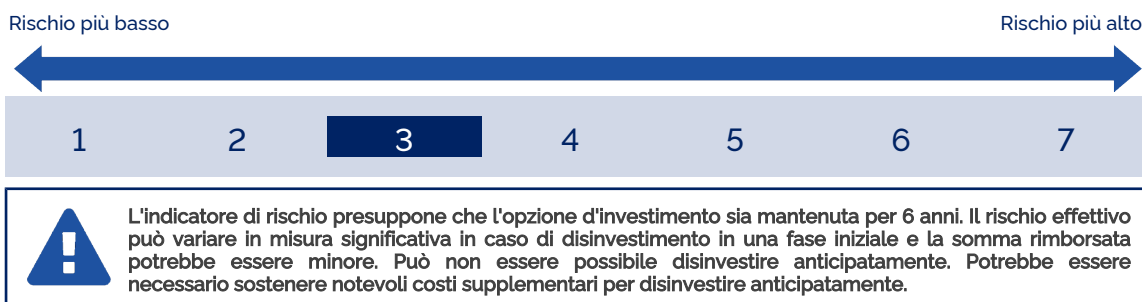 Rischio più basso Rischio più alto
1 2 3 4 5 6 7
L'indicatore di rischio presuppone che l'opzione d'investimento sia mantenuta per 6 anni. Il rischio effettivo
può variare in misura significativa in caso di disinvestimento in una fase iniziale e la somma rimborsata
potrebbe essere minore. Può non essere possibile disinvestire anticipatamente. Potrebbe essere
necessario sostenere notevoli costi supplementari per disinvestire anticipatamente.